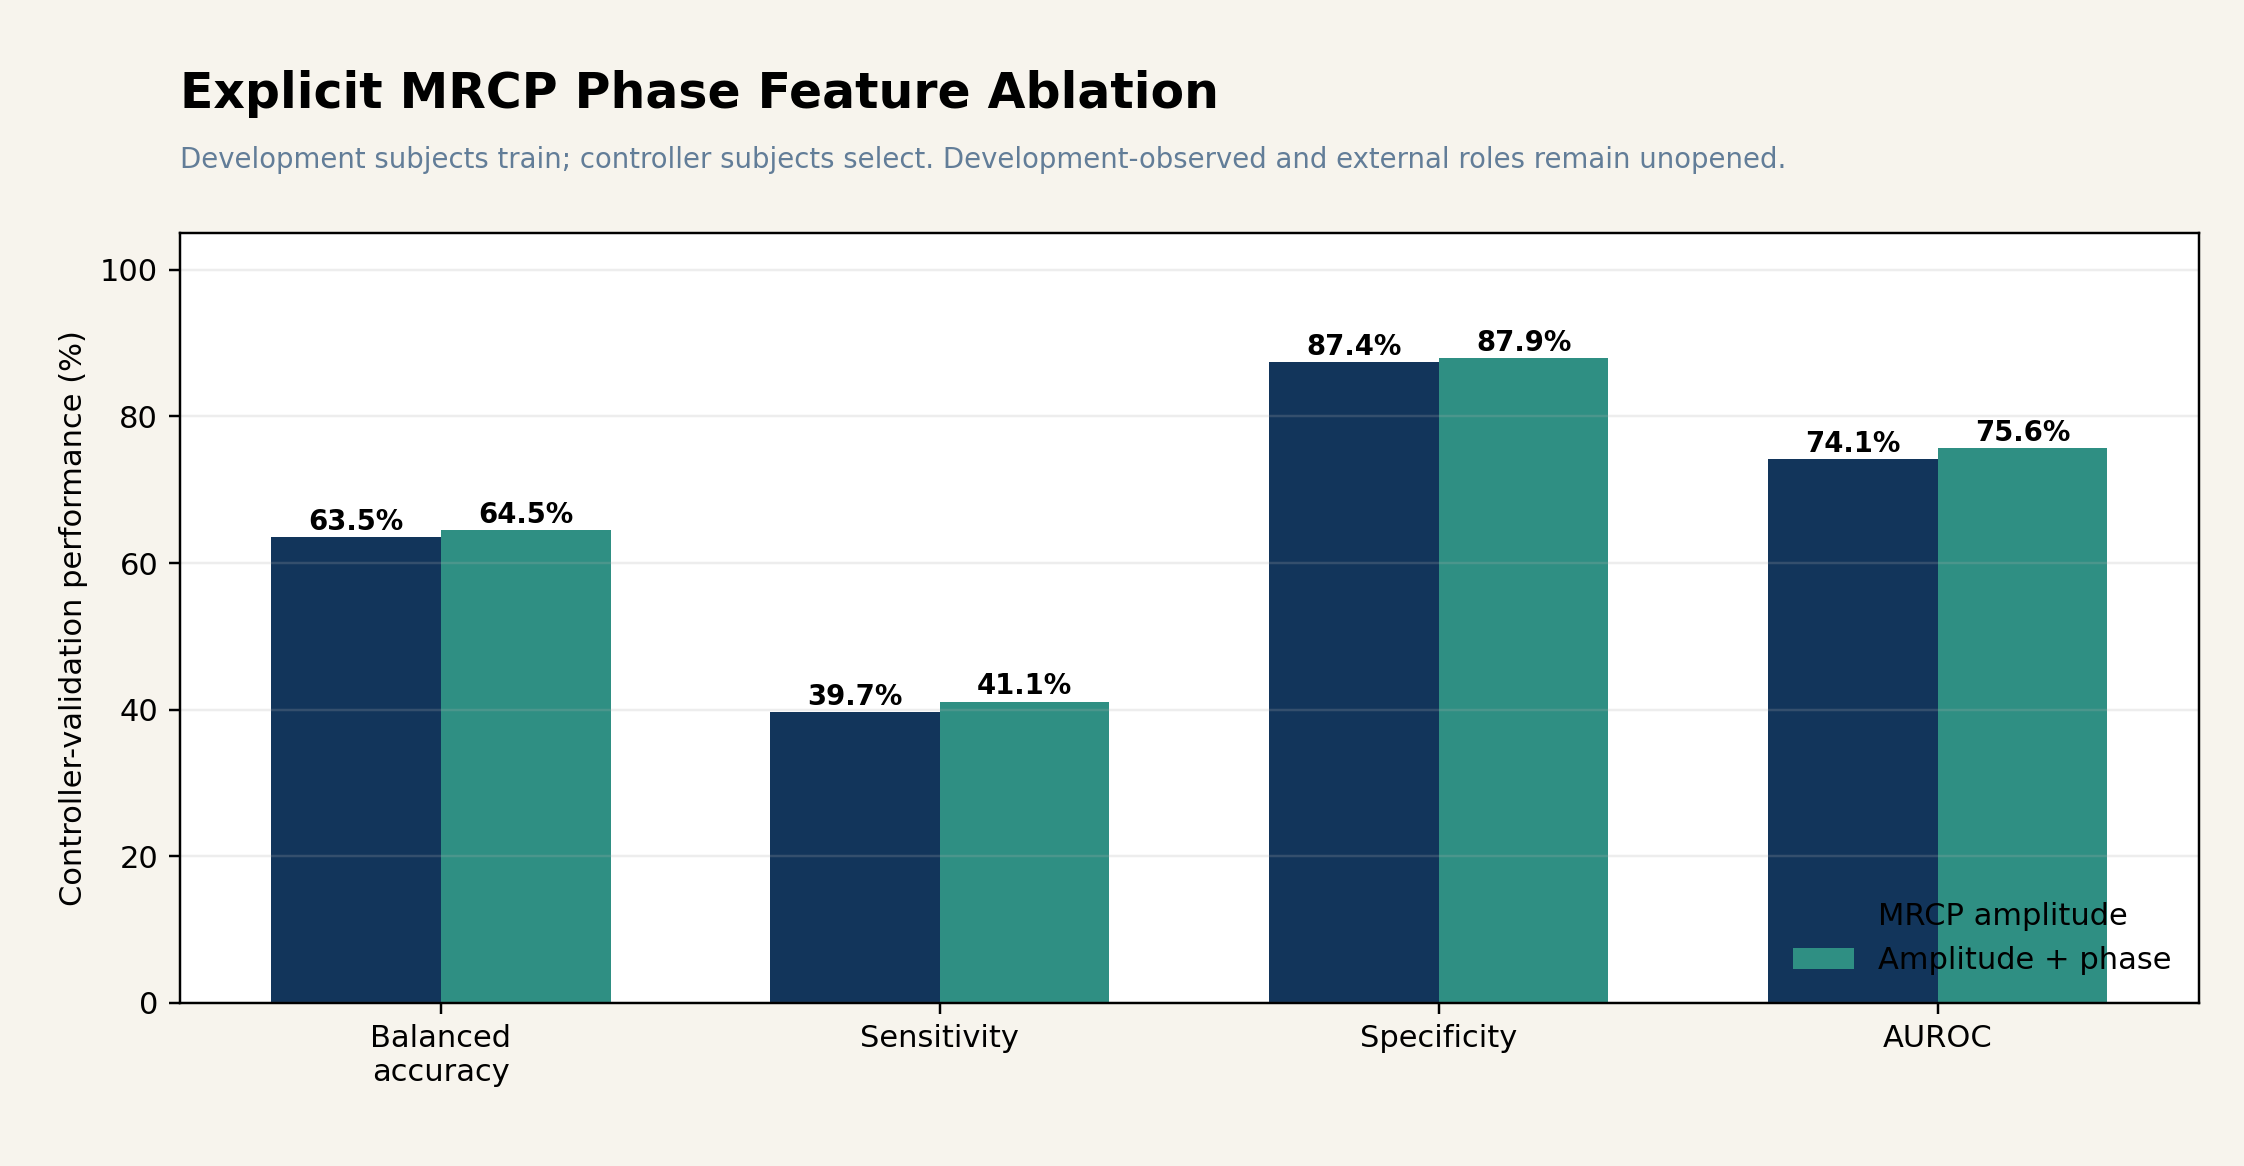 Explicit MRCP Phase Feature Ablation
Development subjects train; controller subjects select. Development-observed and external roles remain unopened.
Controller-validation performance (%)
100
80
60
40
20
0
63.5%
64.5%
39.7%
41.1%
87.4%
87.9%
74.1%
75.6%
MRCP amplitude
Amplitude + phase
Balanced
accuracy
Sensitivity
Specificity
AUROC